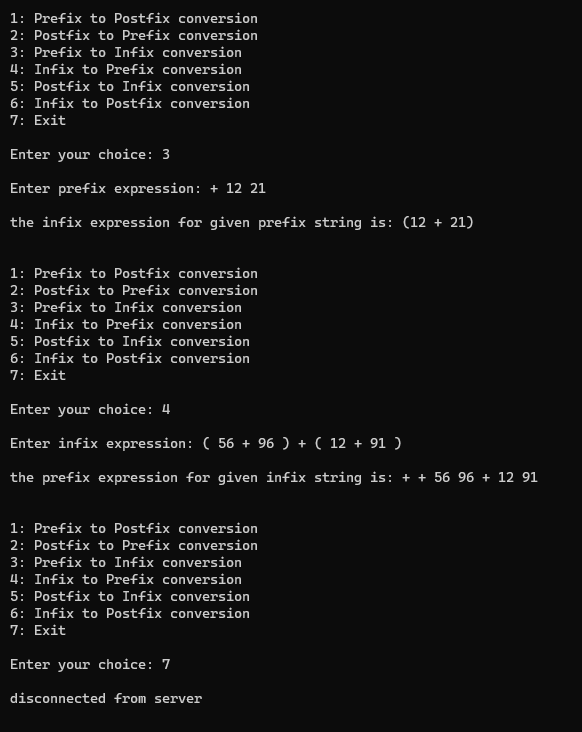 1: Prefix to Postfix conversion
2: Postfix to Prefix conversion
3: Prefix to Infix conversion
4: Infix to Prefix conversion
5: Postfix to Infix conversion
6: Infix to Postfix conversion
7: Exit
Enter your choice: 3
Enter prefix expression: + 12 21
the infix expression for given prefix string is: (12 + 21)
1: Prefix to Postfix conversion
2: Postfix to Prefix conversion
3: Prefix to Infix conversion
4: Infix to Prefix conversion
5: Postfix to Infix conversion
6: Infix to Postfix conversion
7: Exit
Enter your choice: 4
Enter infix expression: ( 56 + 96 ) + ( 12 + 91 )
the prefix expression for given infix string is: + + 56 96 + 12 91
1: Prefix to Postfix conversion
2: Postfix to Prefix conversion
3: Prefix to Infix conversion
4: Infix to Prefix conversion
5: Postfix to Infix conversion
6: Infix to Postfix conversion
7: Exit
Enter your choice: 7
disconnected from server